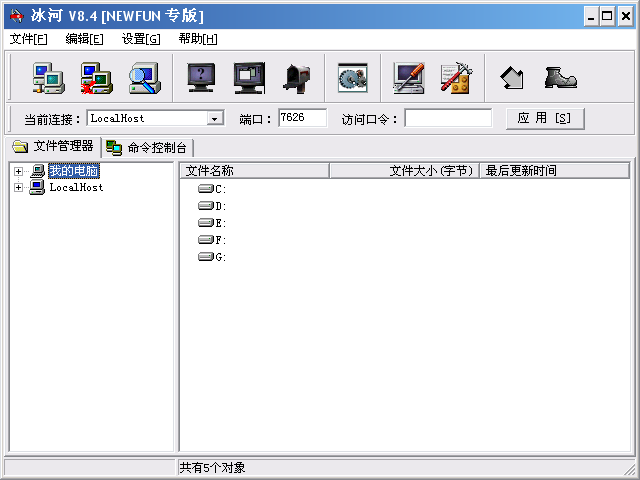 冰河 V8.4 [NEWFUN 专版]
文件[F] 编辑[E] 设置[G] 帮助[H]
当前连接： LocalHost 端口： 7626 访问口令： 应 用 [S]
文件管理器 命令控制台
我的电脑
LocalHost
文件名称 文件大小(字节) 最后更新时间
C:
D:
E:
F:
G:
共有5个对象